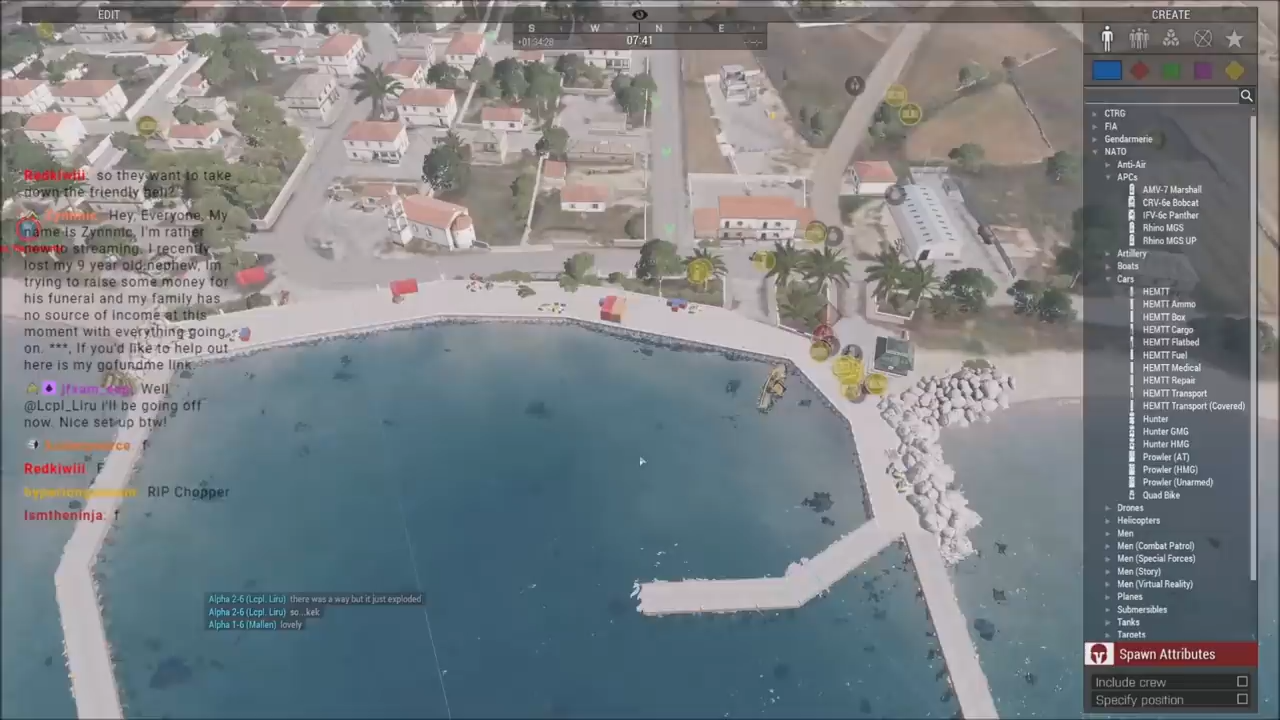 EDIT
S W N E
+01:34:28
07:41
CREATE
CTRG
FIA
Gendarmerie
NATO
Anti-Air
APCs
AMV-7 Marshall
CRV-6e Bobcat
IFV-6c Panther
Rhino MGS
Rhino MGS UP
Artillery
Boats
Cars
HEMTT
HEMTT Ammo
HEMTT Box
HEMTT Cargo
HEMTT Flatbed
HEMTT Fuel
HEMTT Medical
HEMTT Repair
HEMTT Transport
HEMTT Transport (Covered)
Hunter
Hunter GMG
Hunter HMG
Prowler (AT)
Prowler (HMG)
Prowler (Unarmed)
Quad Bike
Drones
Helicopters
Men
Men (Combat Patrol)
Men (Special Forces)
Men (Story)
Men (Virtual Reality)
Planes
Submersibles
Tanks
Targets
Spawn Attributes
Include crew
Specify position
Redkiwiii: so they want to take
down the friendly heli?
Zynnnic: Hey, Everyone, My
name is Zynnnic, I'm rather
new to streaming. I recently
lost my 9 year old nephew, Im
trying to raise some money for
his funeral and my family has
no source of income at this
moment with everything going
on. ***, If you'd like to help out
here is my gofundme link.
Well
@Lcpl_LIru i'll be going off
now. Nice set up btw!
f
Redkiwiii F
RIP Chopper
Ismtheninja: f
Alpha 2-6 (Lcpl. Liru) there was a way but it just exploded
Alpha 2-6 (Lcpl. Liru) so...kek
Alpha 1-6 (Mallen) lovely